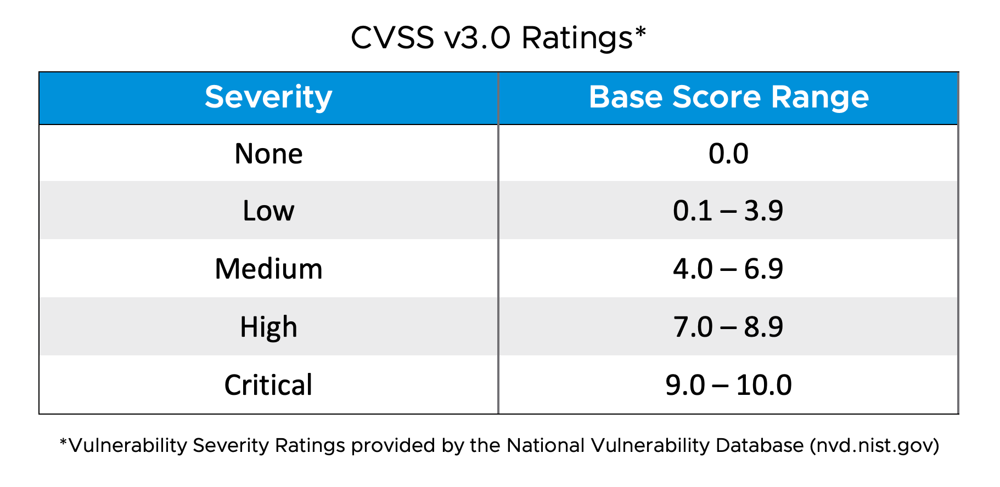 CVSS v3.0 Ratings*
Severity Base Score Range
None 0.0
Low 0.1 – 3.9
Medium 4.0 – 6.9
High 7.0 – 8.9
Critical 9.0 – 10.0
*Vulnerability Severity Ratings provided by the National Vulnerability Database (nvd.nist.gov)